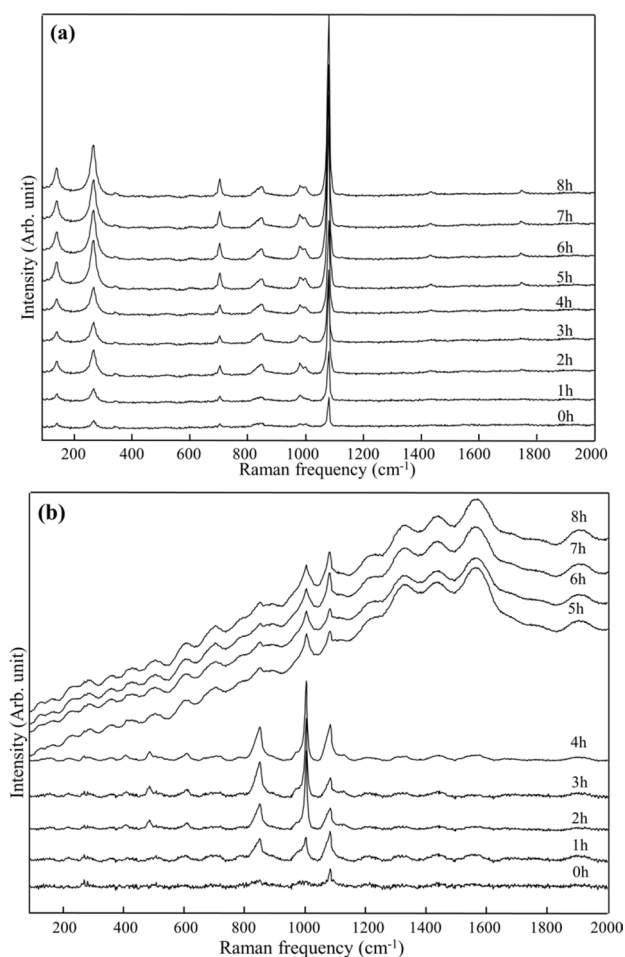 (a)
Intensity (Arb. unit)
8h
7h
6h
5h
4h
3h
2h
1h
0h
200 400 600 800 1000 1200 1400 1600 1800 2000
Raman frequency (cm⁻¹)
(b)
Intensity (Arb. unit)
8h
7h
6h
5h
4h
3h
2h
1h
0h
200 400 600 800 1000 1200 1400 1600 1800 2000
Raman frequency (cm⁻¹)